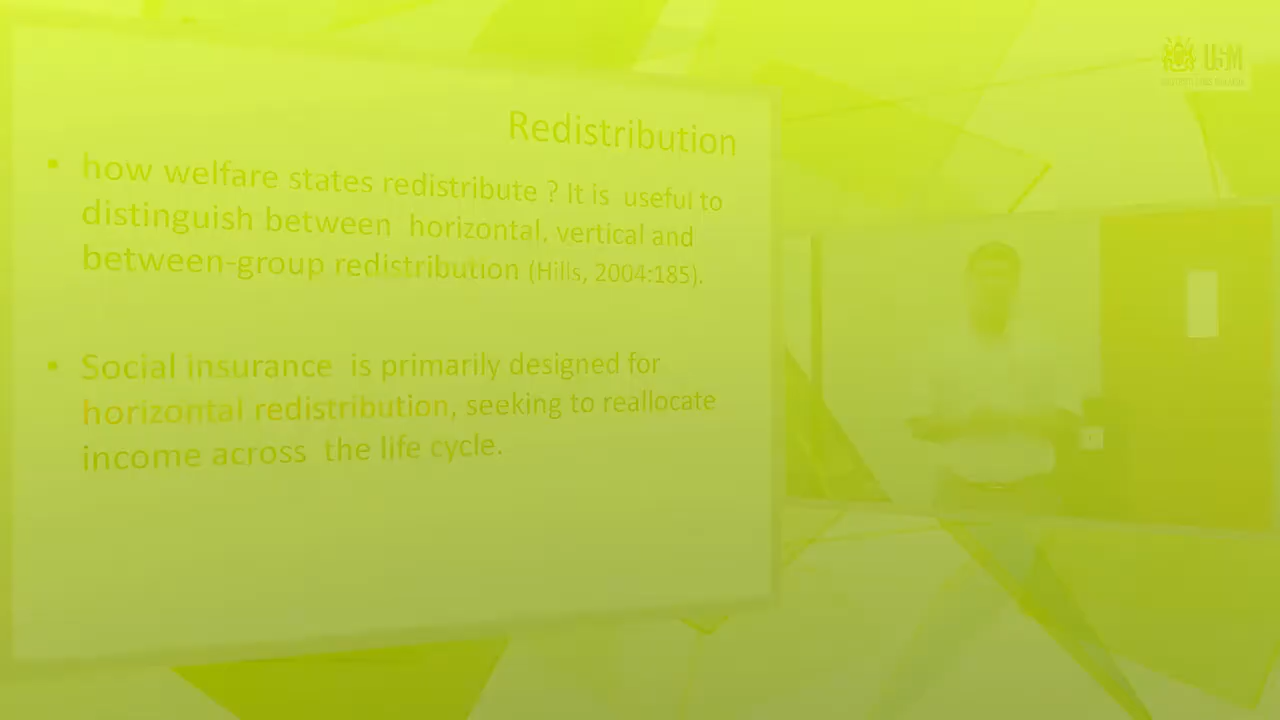 USM
Redistribution
• how welfare states redistribute ? It is useful to
distinguish between horizontal, vertical and
between-group redistribution (Hills, 2004:185).
• Social insurance is primarily designed for
horizontal redistribution, seeking to reallocate
income across the life cycle.